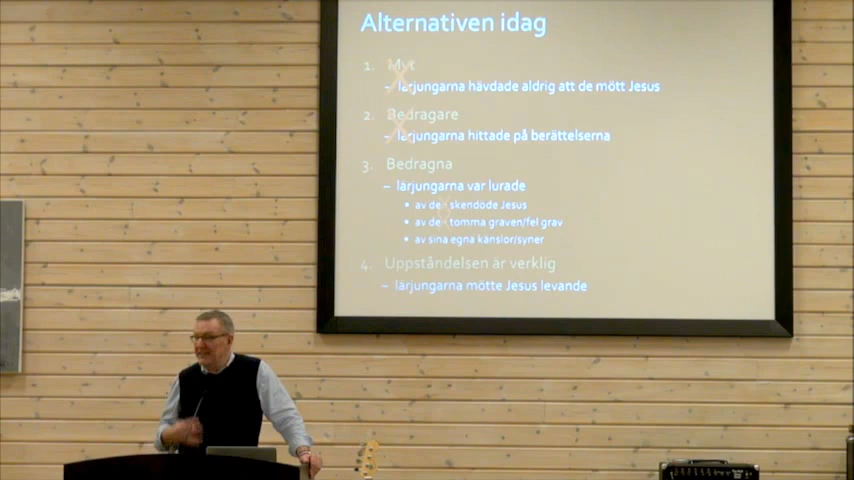 Alternativen idag
1. Myt
– lärjungarna hävdade aldrig att de mött Jesus
2. Bedragare
– lärjungarna hittade på berättelserna
3. Bedragna
– lärjungarna var lurade
• av den skendöde Jesus
• av den tomma graven/fel grav
• av sina egna känslor/syner
4. Uppståndelsen är verklig
– lärjungarna mötte Jesus levande